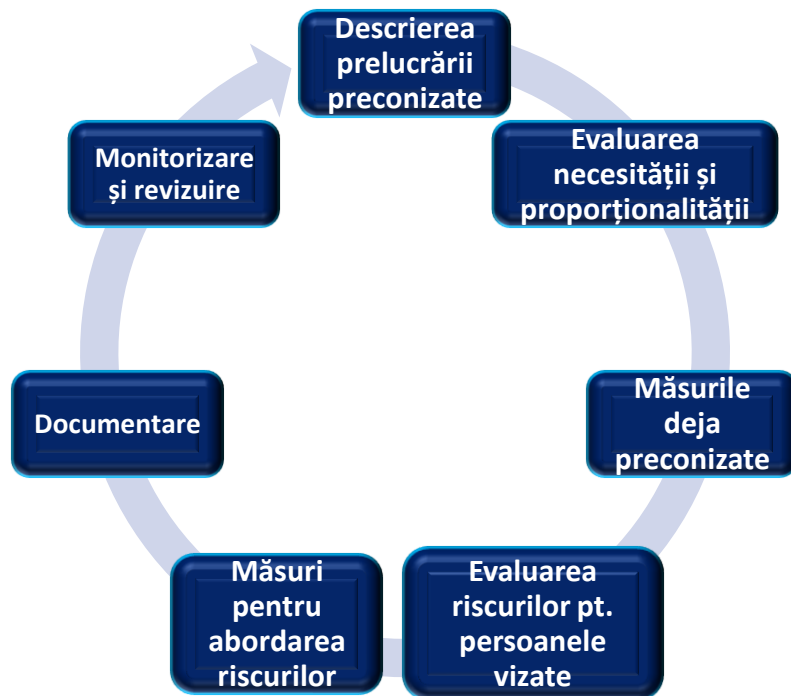 Descrierea
prelucrării
preconizate
Evaluarea
necesității și
proporționalității
Măsurile
deja
preconizate
Evaluarea
riscurilor pt.
persoanele
vizate
Măsuri
pentru
abordarea
riscurilor
Documentare
Monitorizare
și revizuire